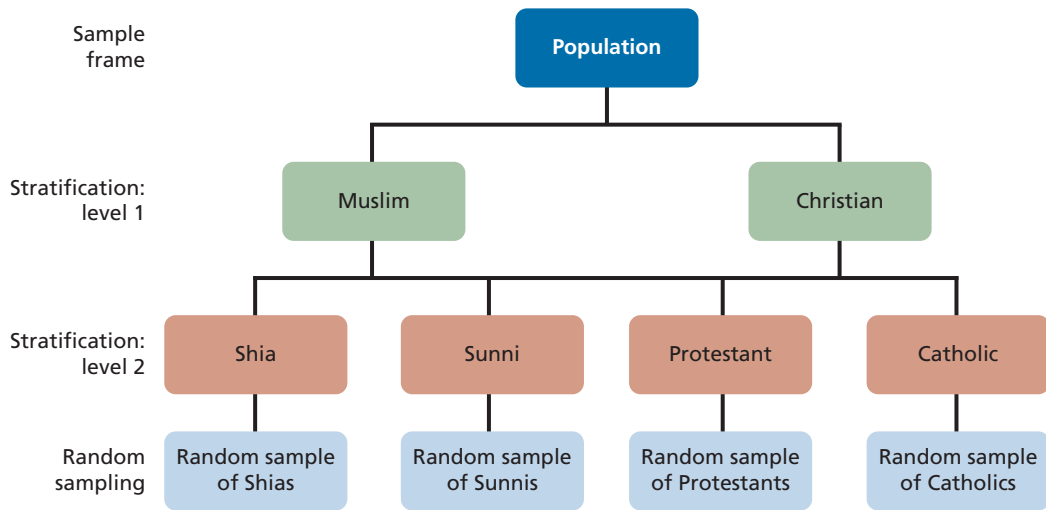 Sample
frame
Population
Stratification:
level 1
Muslim
Christian
Stratification:
level 2
Shia
Sunni
Protestant
Catholic
Random
sampling
Random sample
of Shias
Random sample
of Sunnis
Random sample
of Protestants
Random sample
of Catholics